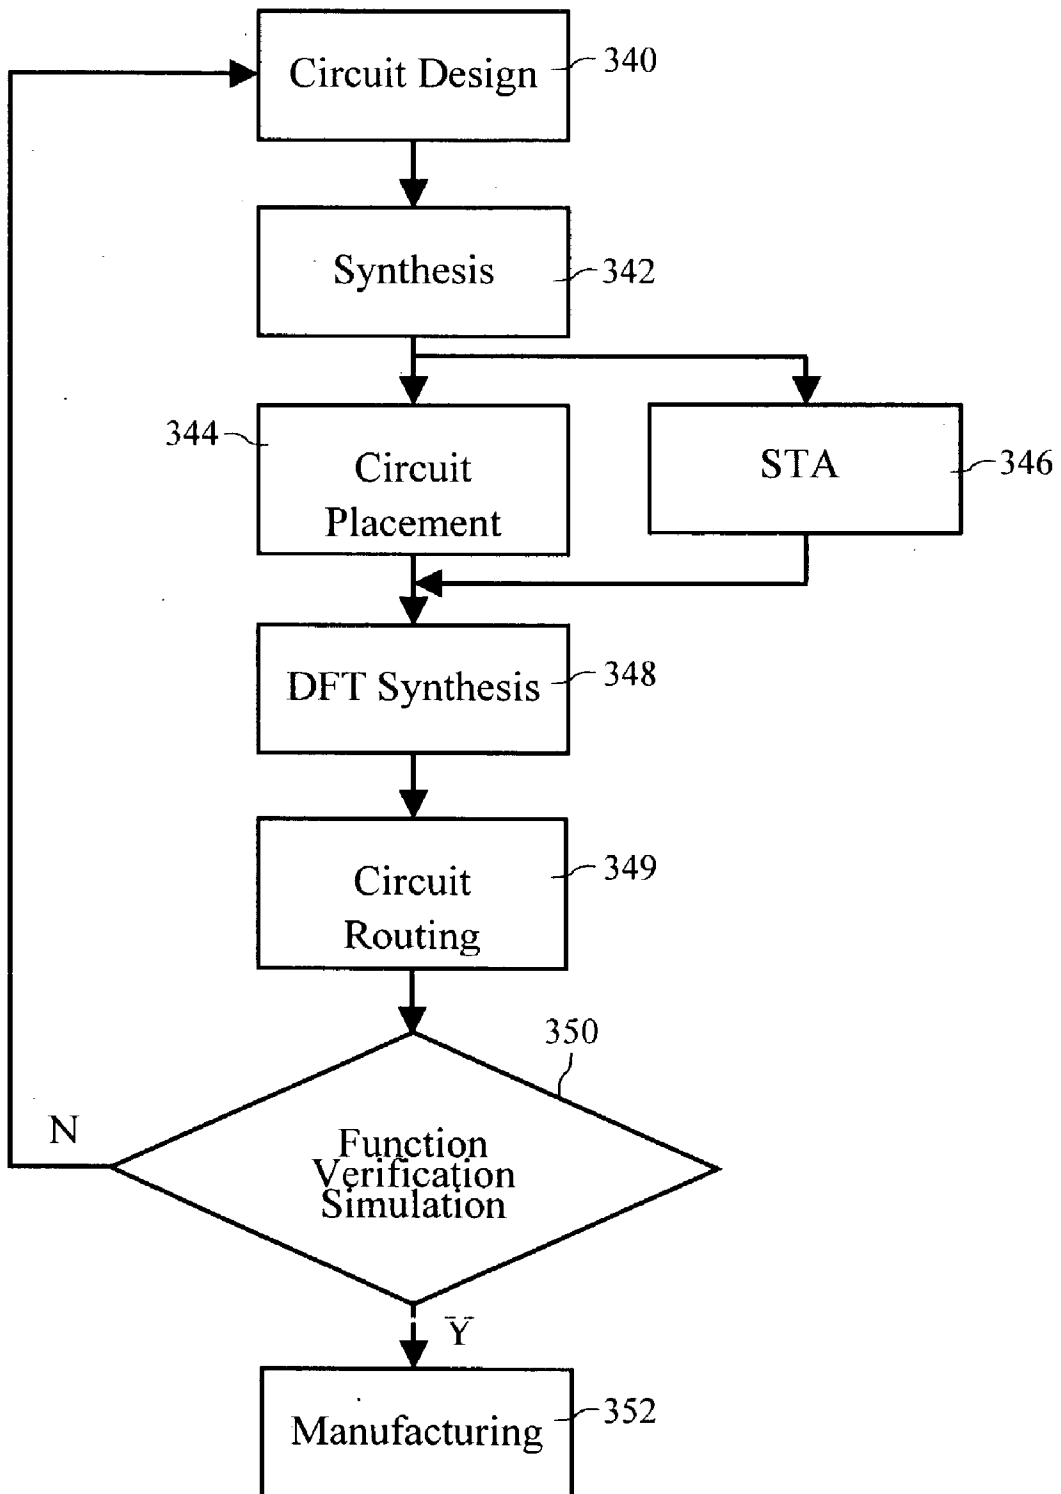 Circuit Design
340
Synthesis
342
344
Circuit
Placement
STA
346
DFT Synthesis
348
Circuit
Routing
349
350
N
Function
Verification
Simulation
Y
Manufacturing
352